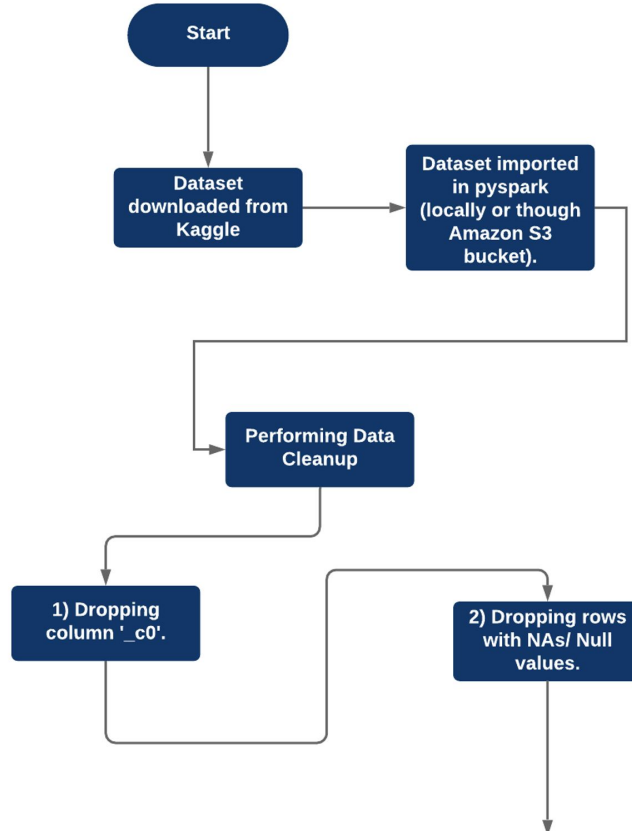 Start
Dataset
downloaded from
Kaggle
Dataset imported
in pyspark
(locally or though
Amazon S3
bucket).
Performing Data
Cleanup
1) Dropping
column '_c0'.
2) Dropping rows
with NAs/ Null
values.